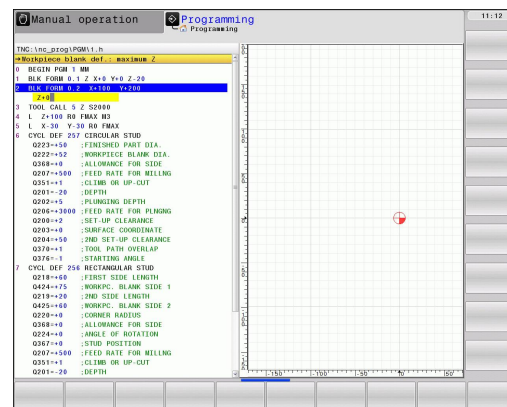 Manual operation
Programming
Programming
11:12
TNC:\nc_prog\PGM\1.h
→Workpiece blank def.: maximum Z
0 BEGIN PGM 1 MM
1 BLK FORM 0.1 Z X+0 Y+0 Z-20
2 BLK FORM 0.2 X+100 Y+200
Z+0
3 TOOL CALL 5 Z S2000
4 L Z+100 R0 FMAX M3
5 L X-30 Y-30 R0 FMAX
6 CYCL DEF 257 CIRCULAR STUD
Q223=+50 ;FINISHED PART DIA.
Q222=+52 ;WORKPIECE BLANK DIA.
Q368=+0 ;ALLOWANCE FOR SIDE
Q207=+500 ;FEED RATE FOR MILLNG
Q351=+1 ;CLIMB OR UP-CUT
Q201=-20 ;DEPTH
Q202=+5 ;PLUNGING DEPTH
Q206=+3000 ;FEED RATE FOR PLNGNG
Q200=+2 ;SET-UP CLEARANCE
Q203=+0 ;SURFACE COORDINATE
Q204=+50 ;2ND SET-UP CLEARANCE
Q370=+1 ;TOOL PATH OVERLAP
Q376=-1 ;STARTING ANGLE
7 CYCL DEF 256 RECTANGULAR STUD
Q218=+60 ;FIRST SIDE LENGTH
Q424=+75 ;WORKPC. BLANK SIDE 1
Q219=+20 ;2ND SIDE LENGTH
Q425=+60 ;WORKPC. BLANK SIDE 2
Q220=+0 ;CORNER RADIUS
Q368=+0 ;ALLOWANCE FOR SIDE
Q224=+0 ;ANGLE OF ROTATION
Q367=+0 ;STUD POSITION
Q207=+500 ;FEED RATE FOR MILLNG
Q351=+1 ;CLIMB OR UP-CUT
Q201=-20 ;DEPTH
-150 -100 -50 0 50